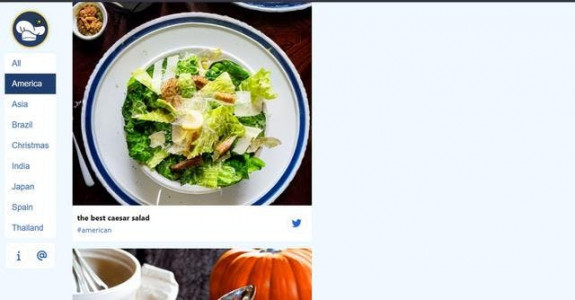 All
America
Asia
Brazil
Christmas
India
Japan
Spain
Thailand
i @
the best caesar salad
#american